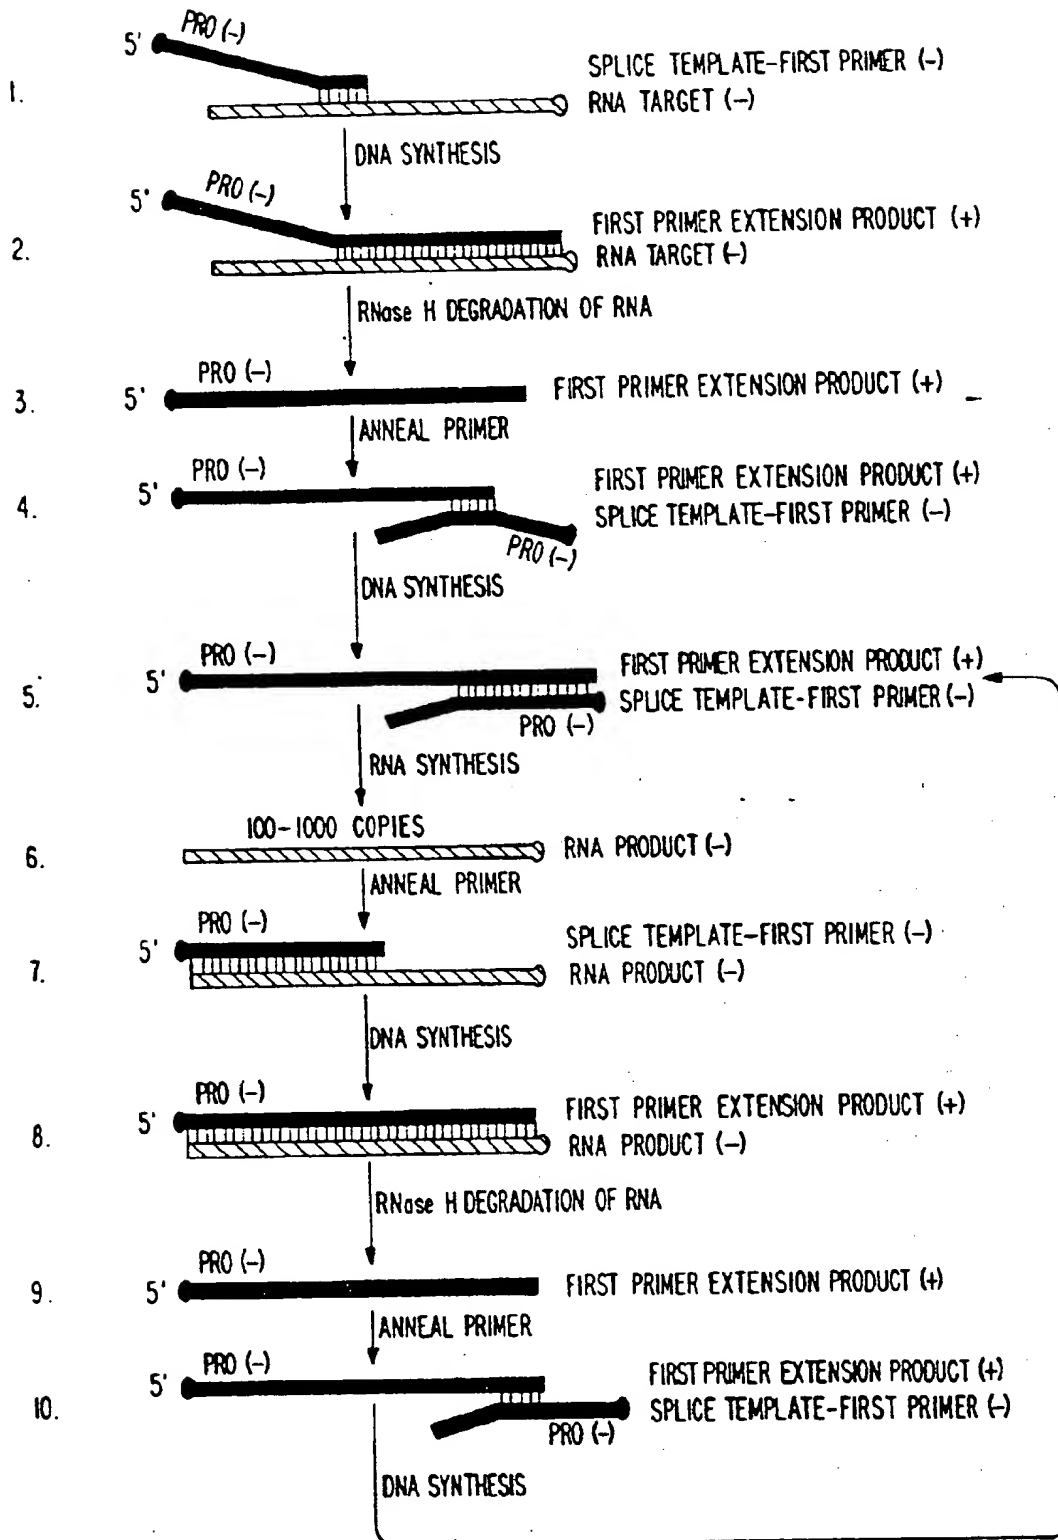 5' PRO (-)
1. SPLICE TEMPLATE-FIRST PRIMER (-)
RNA TARGET (-)
DNA SYNTHESIS
5' PRO (-)
2. FIRST PRIMER EXTENSION PRODUCT (+)
RNA TARGET (-)
RNase H DEGRADATION OF RNA
PRO (-)
3. 5' FIRST PRIMER EXTENSION PRODUCT (+)
ANNEAL PRIMER
PRO (-)
4. 5' FIRST PRIMER EXTENSION PRODUCT (+)
SPLICE TEMPLATE-FIRST PRIMER (-)
PRO (-)
DNA SYNTHESIS
PRO (-)
5. 5' FIRST PRIMER EXTENSION PRODUCT (+)
SPLICE TEMPLATE-FIRST PRIMER (-)
PRO (-)
RNA SYNTHESIS
100-1000 COPIES
6. RNA PRODUCT (-)
ANNEAL PRIMER
PRO (-)
7. 5' SPLICE TEMPLATE-FIRST PRIMER (-)
RNA PRODUCT (-)
DNA SYNTHESIS
PRO (-)
8. 5' FIRST PRIMER EXTENSION PRODUCT (+)
RNA PRODUCT (-)
RNase H DEGRADATION OF RNA
PRO (-)
9. 5' FIRST PRIMER EXTENSION PRODUCT (+)
ANNEAL PRIMER
PRO (-)
10. 5' FIRST PRIMER EXTENSION PRODUCT (+)
SPLICE TEMPLATE-FIRST PRIMER (-)
PRO (-)
DNA SYNTHESIS